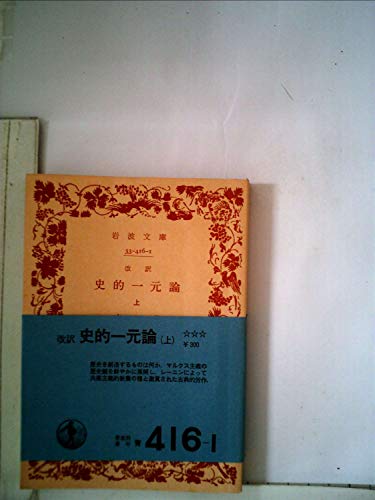 岩波文庫
33-416-1
改訳
史的一元論
上
改訳 史的一元論(上)
☆☆☆
¥300
歴史を創造するものは何か。マルクス主義の
歴史観を鮮やかに展開し、レーニンによって
共産主義的教養の糧と激賞された古典的労作。
青 416-1